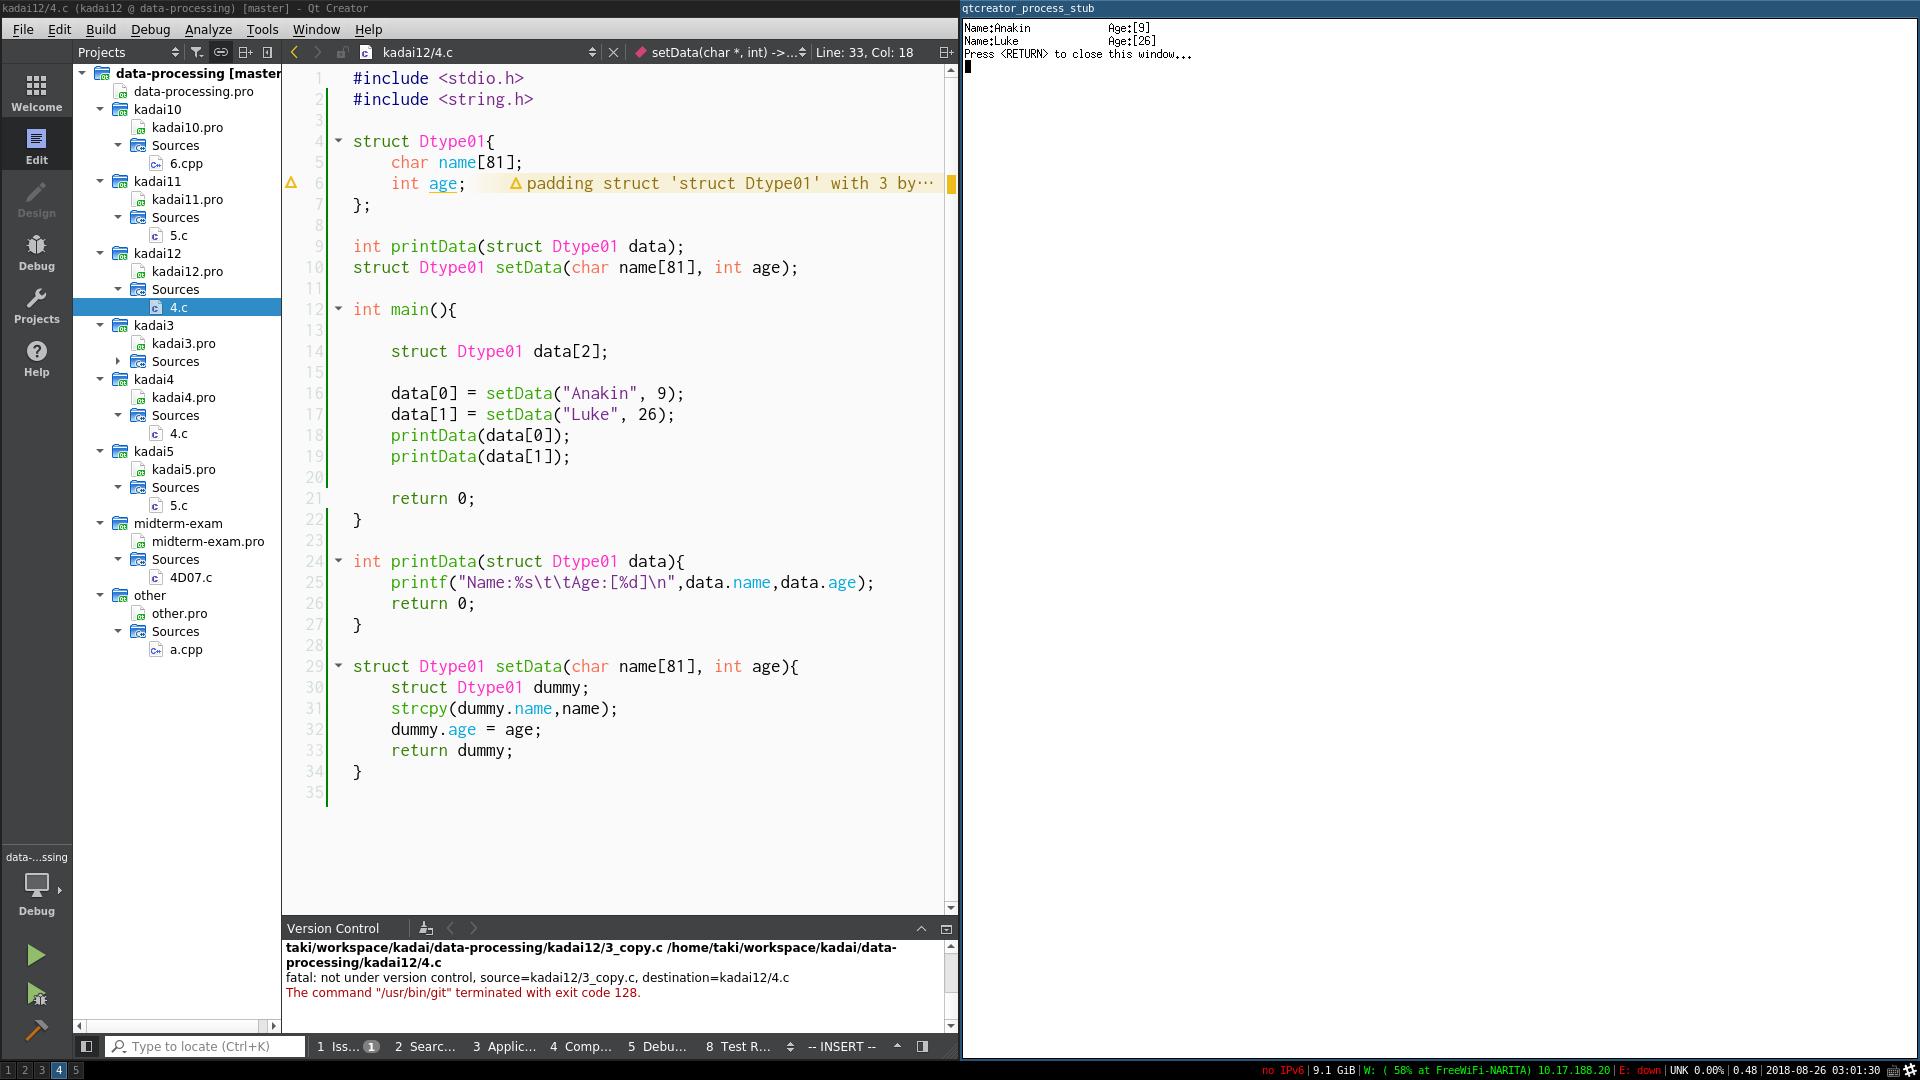 kadai12/4.c (kadai12 @ data-processing) [master] - Qt Creator
File Edit Build Debug Analyze Tools Window Help
Projects
kadai12/4.c
setData(char *, int) ->... Line: 33, Col: 18
Welcome
Edit
Design
Debug
Projects
Help
data-...ssing
Debug
data-processing [master
data-processing.pro
kadai10
kadai10.pro
Sources
6.cpp
kadai11
kadai11.pro
Sources
5.c
kadai12
kadai12.pro
Sources
4.c
kadai3
kadai3.pro
Sources
kadai4
kadai4.pro
Sources
4.c
kadai5
kadai5.pro
Sources
5.c
midterm-exam
midterm-exam.pro
Sources
4D07.c
other
other.pro
Sources
a.cpp
1 #include <stdio.h>
2 #include <string.h>
3
4 struct Dtype01{
5 char name[81];
6 int age; padding struct 'struct Dtype01' with 3 by...
7 };
8
9 int printData(struct Dtype01 data);
10 struct Dtype01 setData(char name[81], int age);
11
12 int main(){
13
14 struct Dtype01 data[2];
15
16 data[0] = setData("Anakin", 9);
17 data[1] = setData("Luke", 26);
18 printData(data[0]);
19 printData(data[1]);
20
21 return 0;
22 }
23
24 int printData(struct Dtype01 data){
25 printf("Name:%s\t\tAge:[%d]\n",data.name,data.age);
26 return 0;
27 }
28
29 struct Dtype01 setData(char name[81], int age){
30 struct Dtype01 dummy;
31 strcpy(dummy.name,name);
32 dummy.age = age;
33 return dummy;
34 }
35
Version Control
taki/workspace/kadai/data-processing/kadai12/3_copy.c /home/taki/workspace/kadai/data-
processing/kadai12/4.c
fatal: not under version control, source=kadai12/3_copy.c, destination=kadai12/4.c
The command "/usr/bin/git" terminated with exit code 128.
Type to locate (Ctrl+K) 1 Iss... 1 2 Searc... 3 Applic... 4 Comp... 5 Debu... 8 Test R... -- INSERT --
qtcreator_process_stub
Name:Anakin Age:[9]
Name:Luke Age:[26]
Press <RETURN> to close this window...
1 2 3 4 5
no IPv6 | 9.1 GiB | W: ( 58% at FreeWiFi-NARITA) 10.17.188.20 | E: down | UNK 0.00% | 0.48 | 2018-08-26 03:01:30